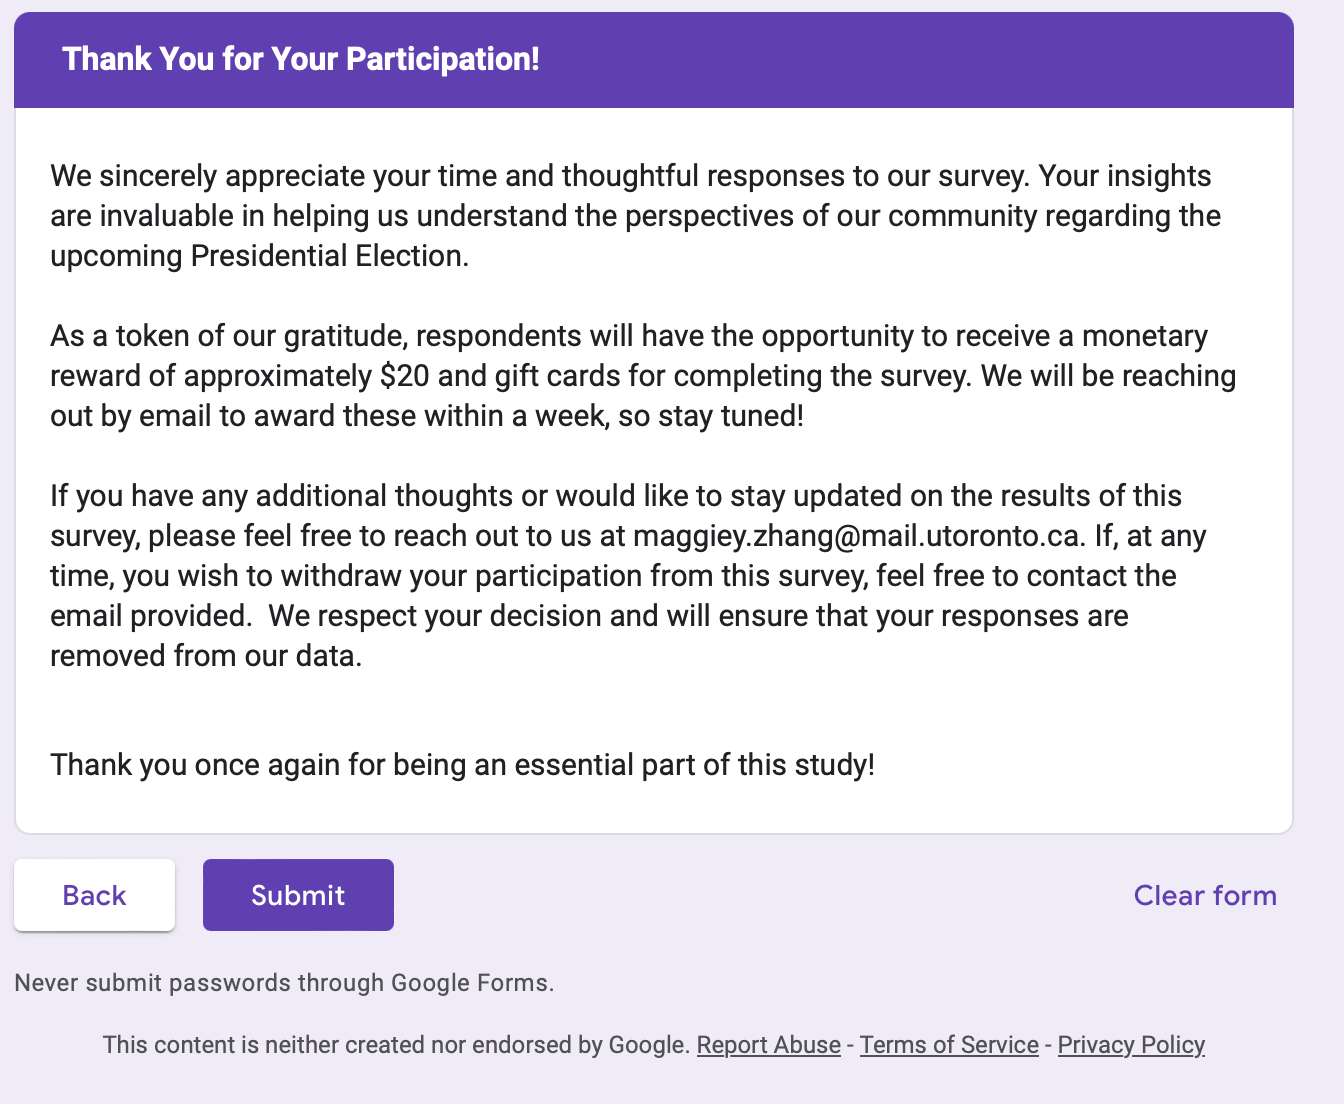 Thank You for Your Participation!
We sincerely appreciate your time and thoughtful responses to our survey. Your insights
are invaluable in helping us understand the perspectives of our community regarding the
upcoming Presidential Election.
As a token of our gratitude, respondents will have the opportunity to receive a monetary
reward of approximately $20 and gift cards for completing the survey. We will be reaching
out by email to award these within a week, so stay tuned!
If you have any additional thoughts or would like to stay updated on the results of this
survey, please feel free to reach out to us at maggiey.zhang@mail.utoronto.ca. If, at any
time, you wish to withdraw your participation from this survey, feel free to contact the
email provided.  We respect your decision and will ensure that your responses are
removed from our data.
Thank you once again for being an essential part of this study!
Back Submit Clear form
Never submit passwords through Google Forms.
This content is neither created nor endorsed by Google. Report Abuse - Terms of Service - Privacy Policy